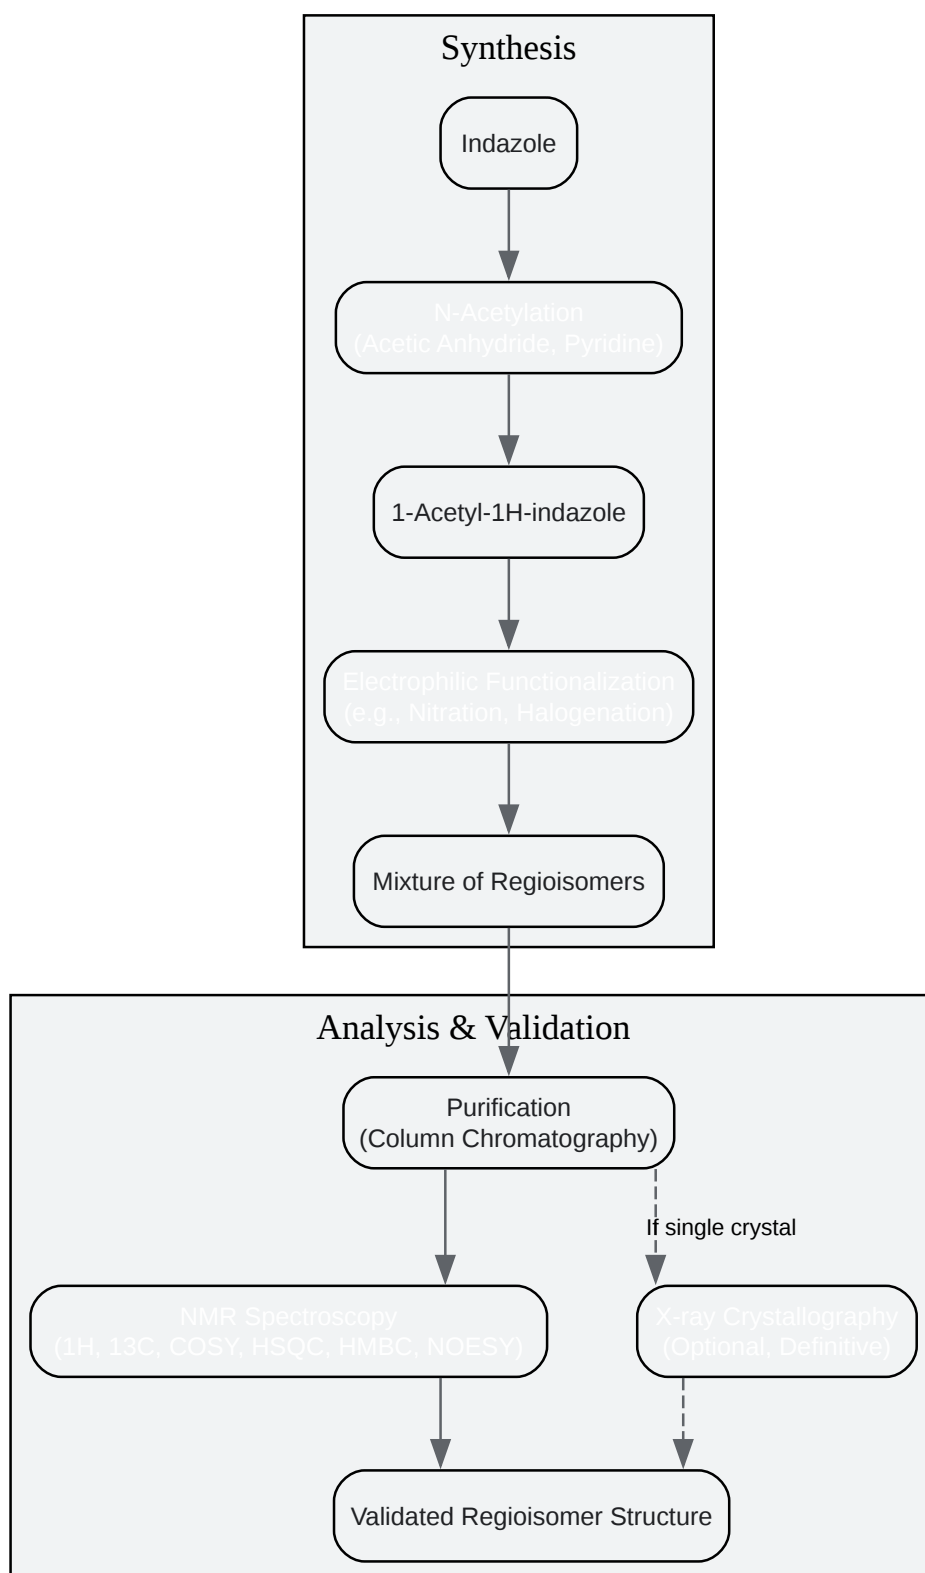 Synthesis
Indazole
N-Acetylation
(Acetic Anhydride, Pyridine)
1-Acetyl-1H-indazole
Electrophilic Functionalization
(e.g., Nitration, Halogenation)
Mixture of Regioisomers
Analysis & Validation
Purification
(Column Chromatography)
If single crystal
NMR Spectroscopy
(1H, 13C, COSY, HSQC, HMBC, NOESY)
X-ray Crystallography
(Optional, Definitive)
Validated Regioisomer Structure